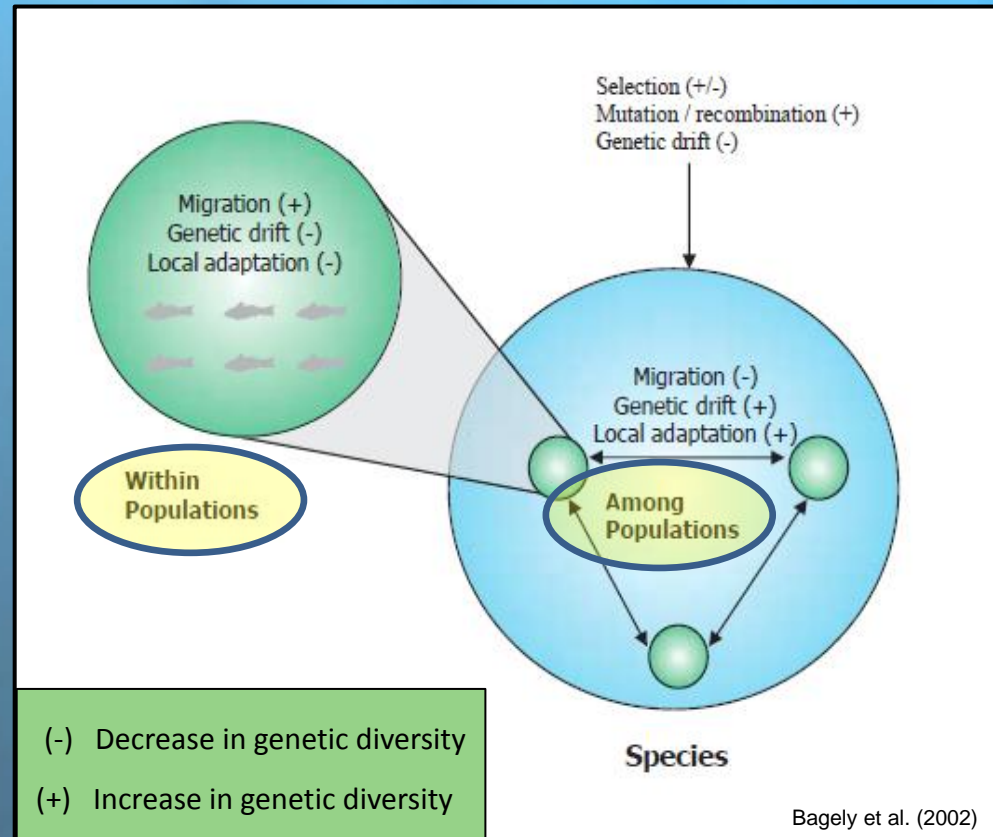 Selection (+/-)
Mutation / recombination (+)
Genetic drift (-)
Migration (+)
Genetic drift (-)
Local adaptation (-)
Within
Populations
Migration (-)
Genetic drift (+)
Local adaptation (+)
Among
Populations
Species
(-) Decrease in genetic diversity
(+) Increase in genetic diversity
Bagely et al. (2002)